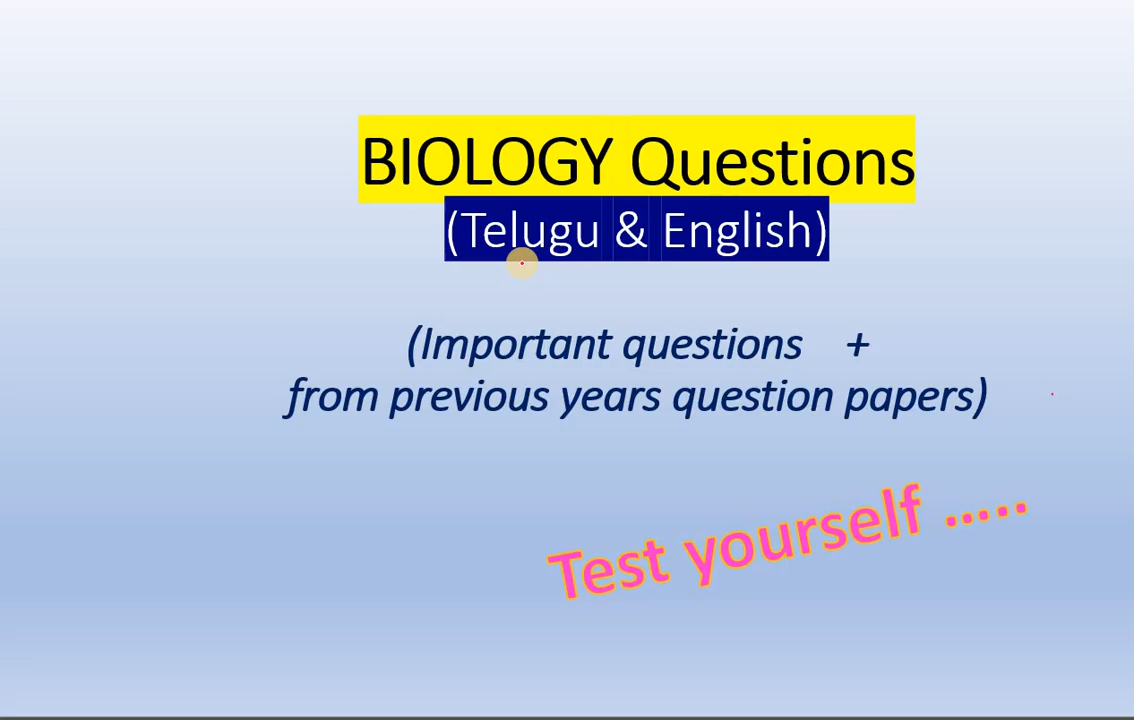 BIOLOGY Questions
(Telugu & English)
(Important questions +
from previous years question papers)
Test yourself .....